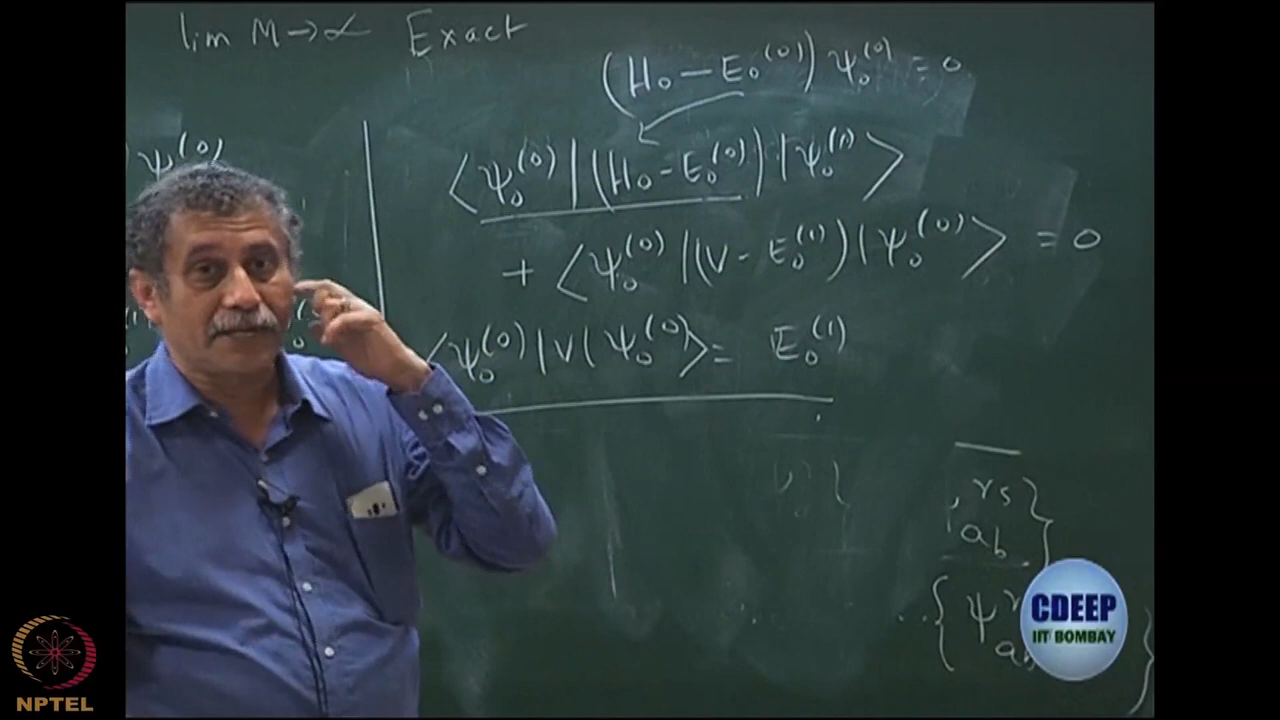 lim M→∝ Exact
(H₀ − E₀⁽⁰⁾) ψ₀⁽⁰⁾ = 0
ψ₀⁽⁰⁾
⟨ψ₀⁽⁰⁾|(H₀ − E₀⁽⁰⁾)|ψ₀⁽¹⁾⟩
+ ⟨ψ₀⁽⁰⁾|(V − E₀⁽¹⁾)|ψ₀⁽⁰⁾⟩ = 0
⟨ψ₀⁽⁰⁾|V|ψ₀⁽⁰⁾⟩ = E₀⁽¹⁾
rs}
ab
..{ψ
CDEEP
IIT BOMBAY
NPTEL